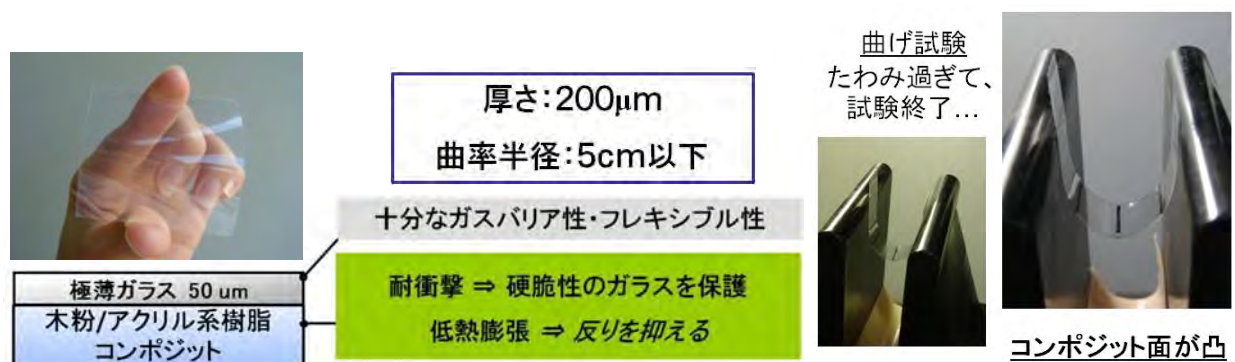 厚さ:200μm
曲率半径:5cm以下
十分なガスバリア性・フレキシブル性
極薄ガラス 50 um
木粉/アクリル系樹脂
コンポジット
耐衝撃 ⇒ 硬脆性のガラスを保護
低熱膨張 ⇒ 反りを抑える
曲げ試験
たわみ過ぎて、
試験終了…
コンポジット面が凸